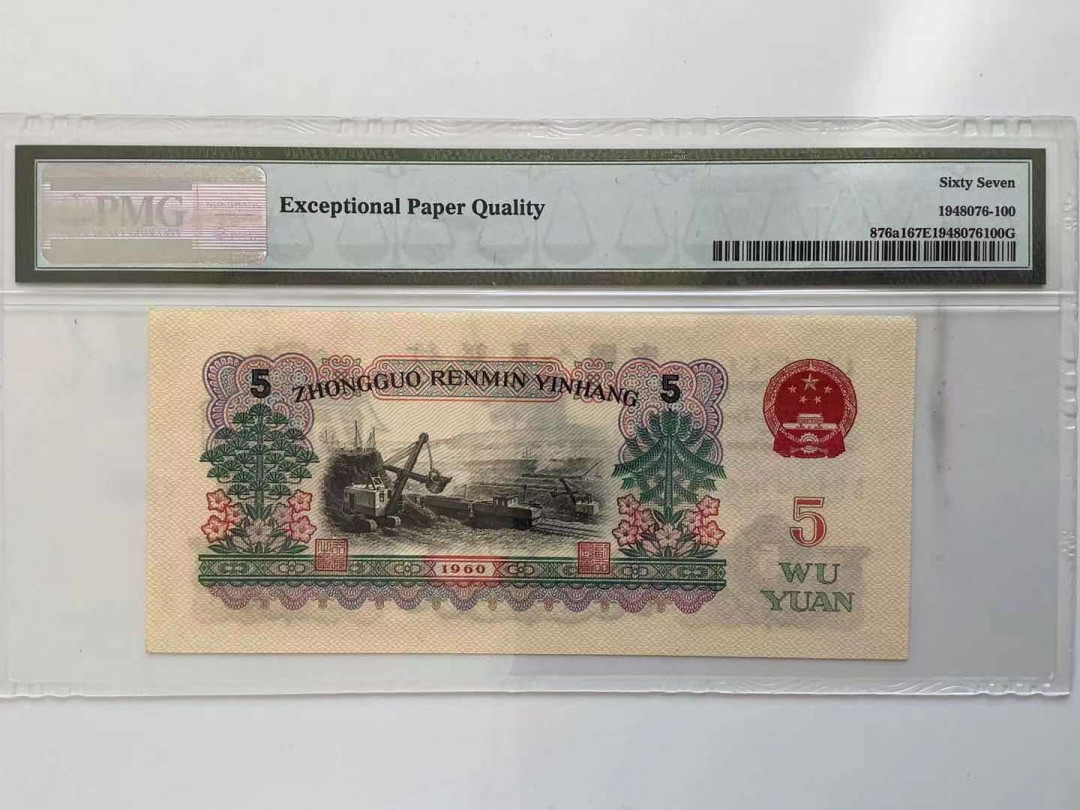 PMG
Exceptional Paper Quality
Sixty Seven
1948076-100
876a167E1948076100G
5 ZHONGGUO RENMIN YINHANG 5
5
WU
YUAN
1960